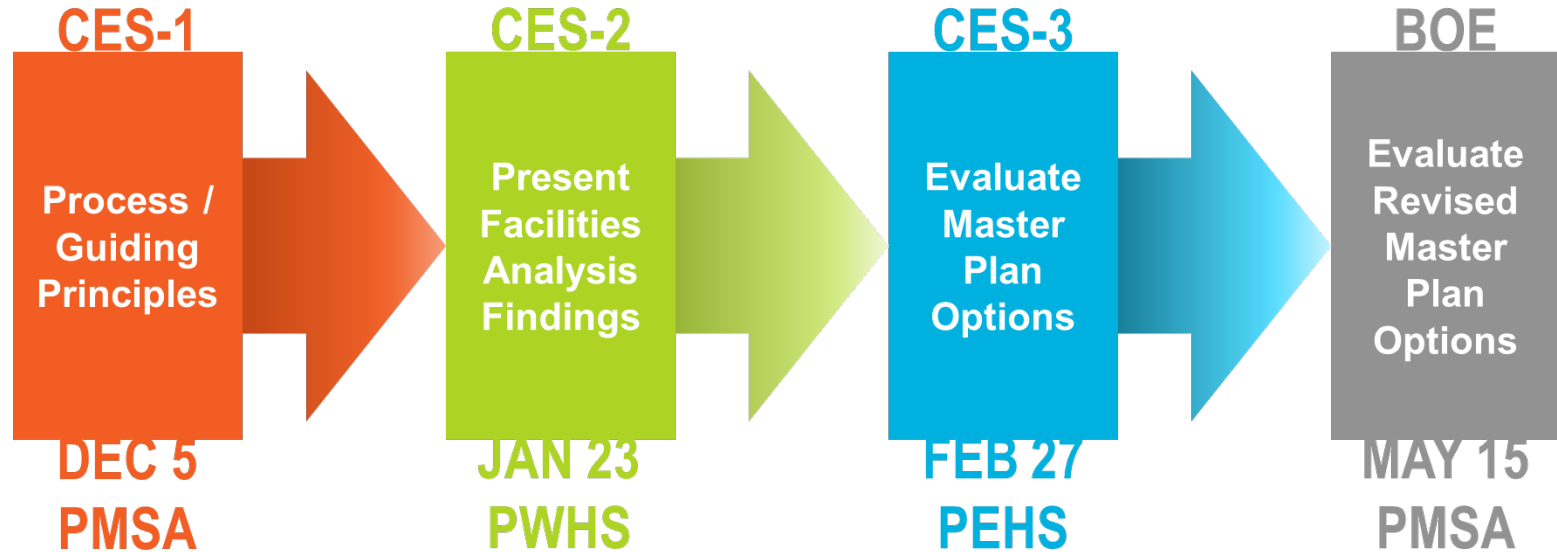 CES-1
Process /
Guiding
Principles
DEC 5
PMSA
CES-2
Present
Facilities
Analysis
Findings
JAN 23
PWHS
CES-3
Evaluate
Master
Plan
Options
FEB 27
PEHS
BOE
Evaluate
Revised
Master
Plan
Options
MAY 15
PMSA